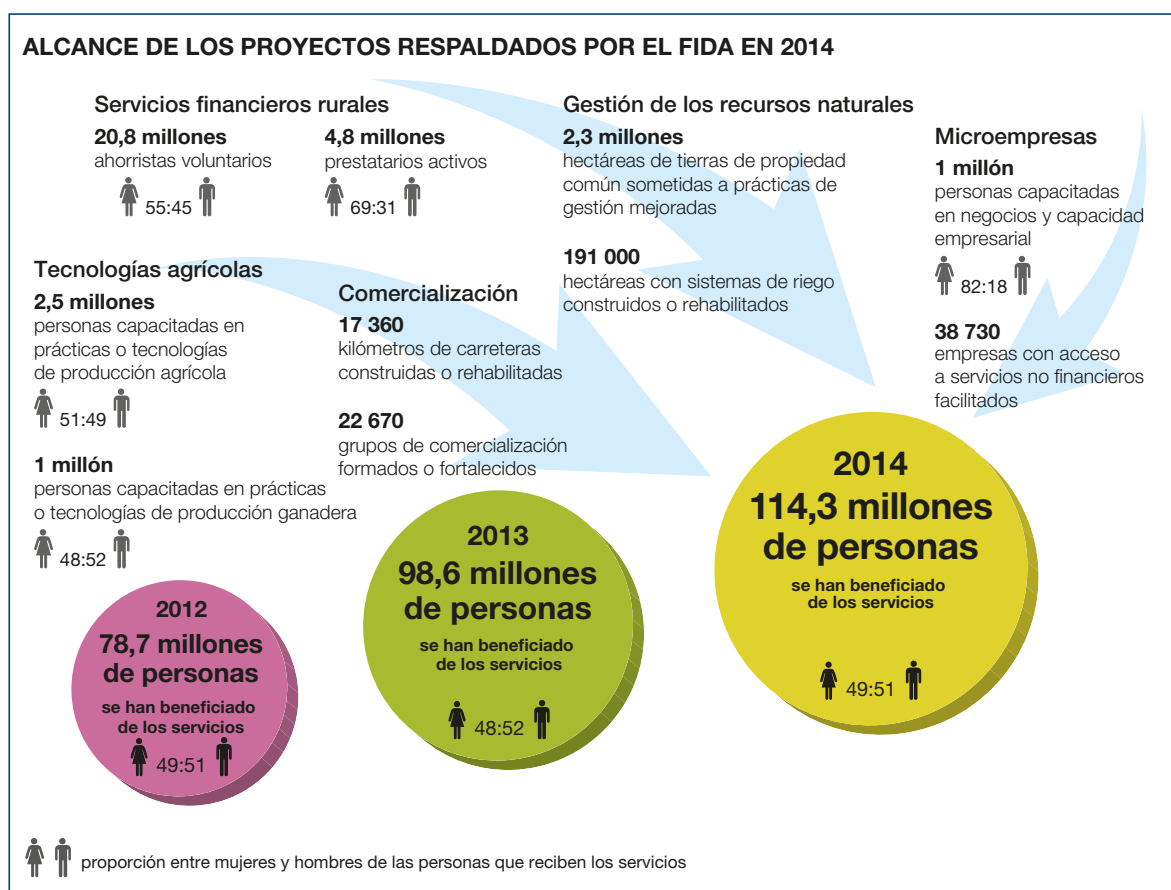 ALCANCE DE LOS PROYECTOS RESPALDADOS POR EL FIDA EN 2014
Servicios financieros rurales
20,8 millones
ahorristas voluntarios
55:45
4,8 millones
prestatarios activos
69:31
Gestión de los recursos naturales
2,3 millones
hectáreas de tierras de propiedad
común sometidas a prácticas de
gestión mejoradas
191 000
hectáreas con sistemas de riego
construidos o rehabilitados
Microempresas
1 millón
personas capacitadas
en negocios y capacidad
empresarial
82:18
38 730
empresas con acceso
a servicios no financieros
facilitados
Tecnologías agrícolas
2,5 millones
personas capacitadas en
prácticas o tecnologías
de producción agrícola
51:49
1 millón
personas capacitadas en prácticas
o tecnologías de producción ganadera
48:52
Comercialización
17 360
kilómetros de carreteras
construidas o rehabilitadas
22 670
grupos de comercialización
formados o fortalecidos
2012
78,7 millones
de personas
se han beneficiado
de los servicios
49:51
2013
98,6 millones
de personas
se han beneficiado
de los servicios
48:52
2014
114,3 millones
de personas
se han beneficiado
de los servicios
49:51
proporción entre mujeres y hombres de las personas que reciben los servicios